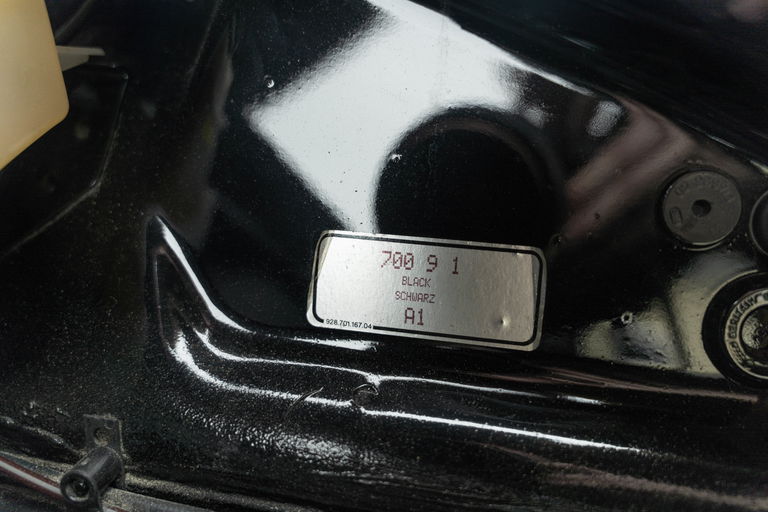 700 9 1
BLACK
SCHWARZ
A1
928.701.167.04